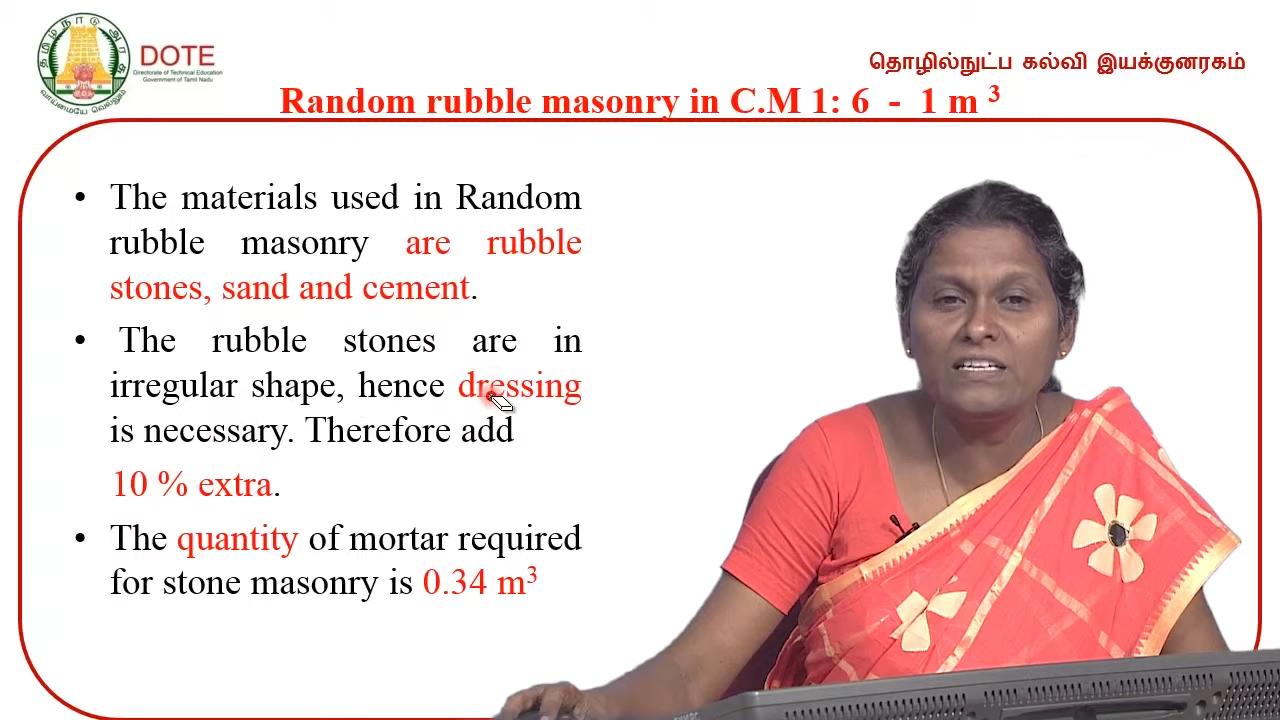 தமிழ்நாடு அரசு
வாய்மையே வெல்லும்
DOTE
Directorate of Technical Education
Government of Tamil Nadu
தொழில்நுட்ப கல்வி இயக்குனரகம்
Random rubble masonry in C.M 1: 6 - 1 m ³
• The materials used in Random
rubble masonry are rubble
stones, sand and cement.
• The rubble stones are in
irregular shape, hence dressing
is necessary. Therefore add
10 % extra.
• The quantity of mortar required
for stone masonry is 0.34 m³